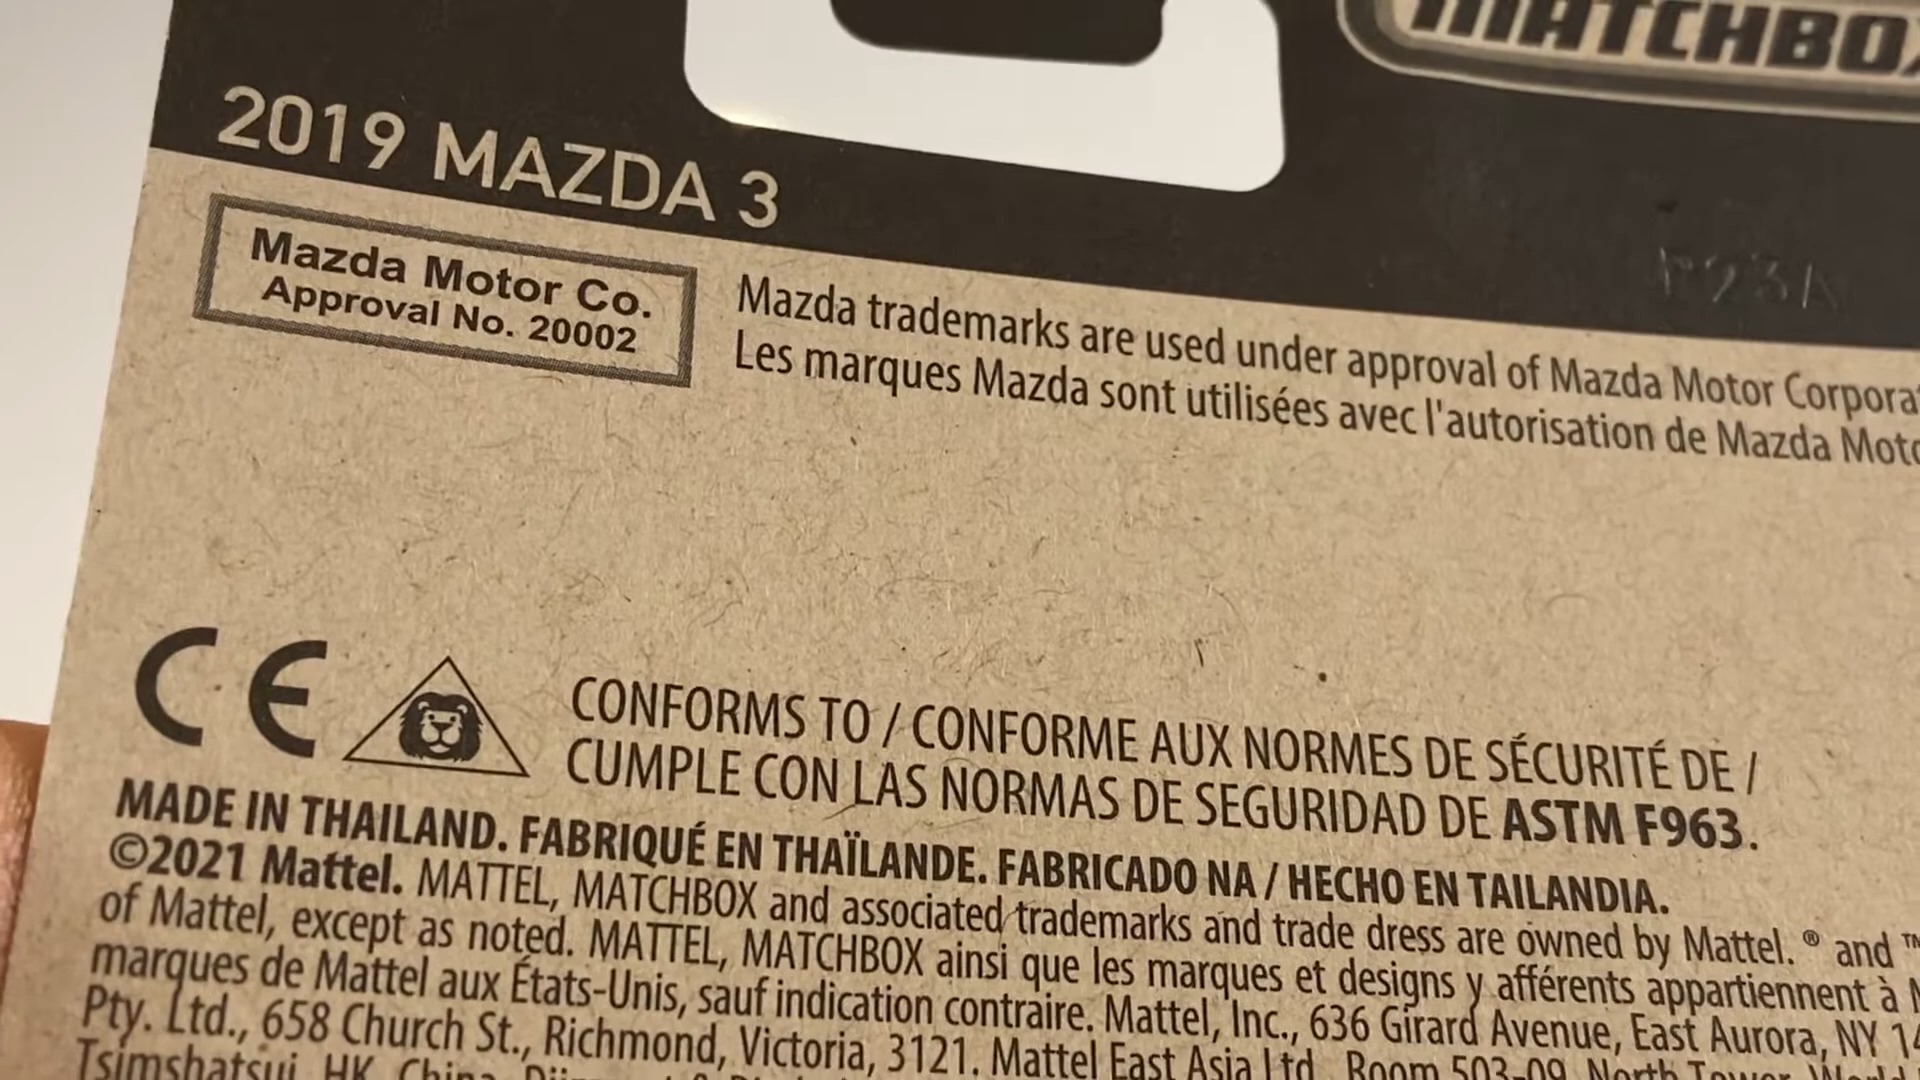 MATCHBOX
2019 MAZDA 3
Mazda Motor Co.
Approval No. 20002
Mazda trademarks are used under approval of Mazda Motor
Les marques Mazda sont utilisées avec l'autorisation de Mazda
P23A
CE
CONFORMS TO / CONFORME AUX NORMES DE SÉCURITÉ DE /
CUMPLE CON LAS NORMAS DE SEGURIDAD DE ASTM F963.
MADE IN THAILAND. FABRIQUÉ EN THAÏLANDE. FABRICADO NA / HECHO EN TAILANDIA.
©2021 Mattel. MATTEL, MATCHBOX and associated trademarks and trade dress are owned by Mattel. ® and ™
of Mattel, except as noted. MATTEL, MATCHBOX ainsi que les marques et designs y afférents appartiennent à
marques de Mattel aux États-Unis, sauf indication contraire. Mattel, Inc., 636 Girard Avenue, East Aurora, NY
Pty. Ltd., 658 Church St., Richmond, Victoria, 3121. Mattel East Asia Ltd., Room 503-09, North Tower, World
Tsimshatsui, HK, China.